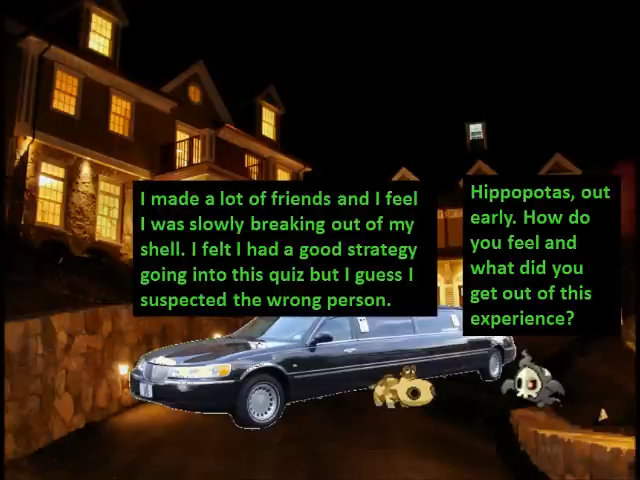 I made a lot of friends and I feel
I was slowly breaking out of my
shell. I felt I had a good strategy
going into this quiz but I guess I
suspected the wrong person.
Hippopotas, out
early. How do
you feel and
what did you
get out of this
experience?